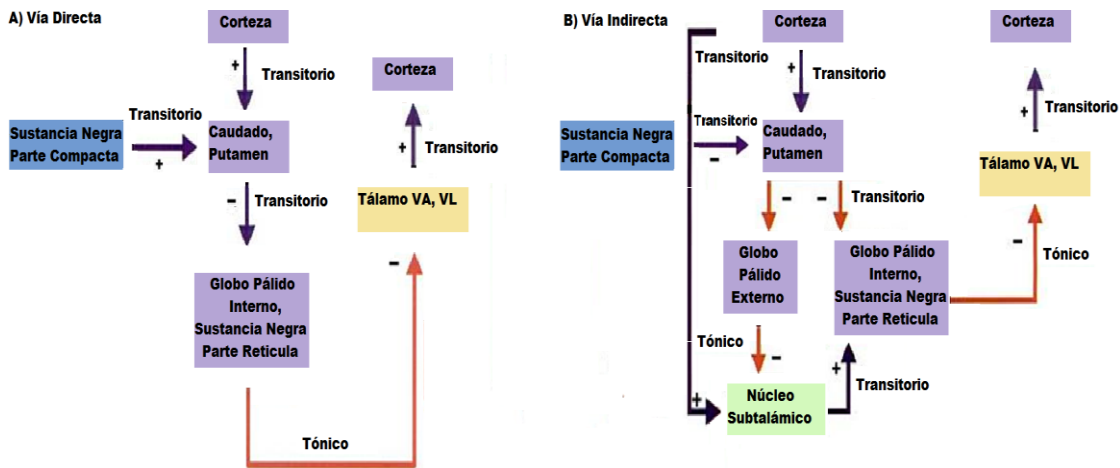 A) Vía Directa
Corteza
+
Transitorio
Corteza
Transitorio
Sustancia Negra
Parte Compacta
+
Caudado,
Putamen
+
Transitorio
-
Transitorio
Tálamo VA, VL
-
Globo Pálido
Interno,
Sustancia Negra
Parte Reticula
Tónico
B) Vía Indirecta
Corteza
Transitorio
+
Transitorio
Corteza
+
Transitorio
Sustancia Negra
Parte Compacta
Transitorio
-
Caudado,
Putamen
Tálamo VA, VL
-
-
Transitorio
-
Tónico
Globo
Pálido
Externo
Globo Pálido
Interno,
Sustancia Negra
Parte Reticula
Tónico
-
+
Transitorio
+
Núcleo
Subtalámico